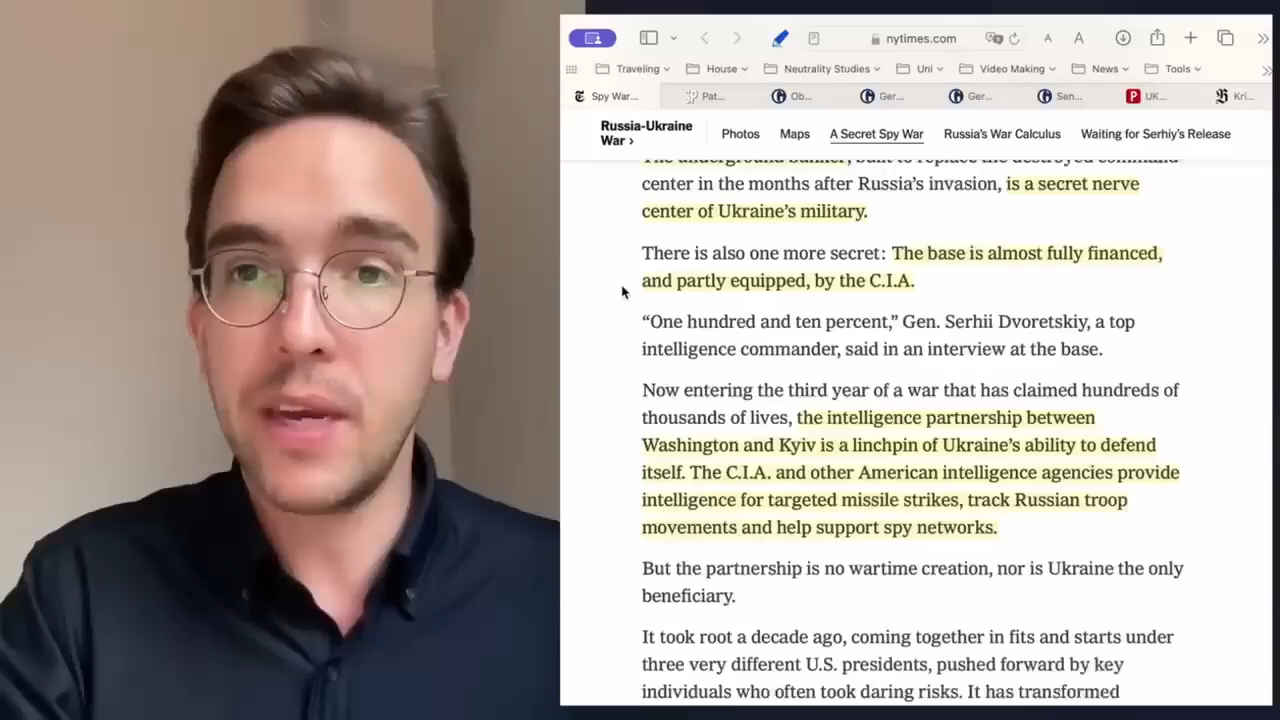 nytimes.com
A A
Traveling House Neutrality Studies Uni Video Making News Tools
Spy War... Pat... Ob... Ger... Ger... Sen... UK... Kri...
Russia-Ukraine
War ›
Photos Maps A Secret Spy War Russia's War Calculus Waiting for Serhiy's Release
The underground bunker, built to replace the destroyed command
center in the months after Russia's invasion, is a secret nerve
center of Ukraine's military.
There is also one more secret: The base is almost fully financed,
and partly equipped, by the C.I.A.
“One hundred and ten percent,” Gen. Serhii Dvoretskiy, a top
intelligence commander, said in an interview at the base.
Now entering the third year of a war that has claimed hundreds of
thousands of lives, the intelligence partnership between
Washington and Kyiv is a linchpin of Ukraine's ability to defend
itself. The C.I.A. and other American intelligence agencies provide
intelligence for targeted missile strikes, track Russian troop
movements and help support spy networks.
But the partnership is no wartime creation, nor is Ukraine the only
beneficiary.
It took root a decade ago, coming together in fits and starts under
three very different U.S. presidents, pushed forward by key
individuals who often took daring risks. It has transformed